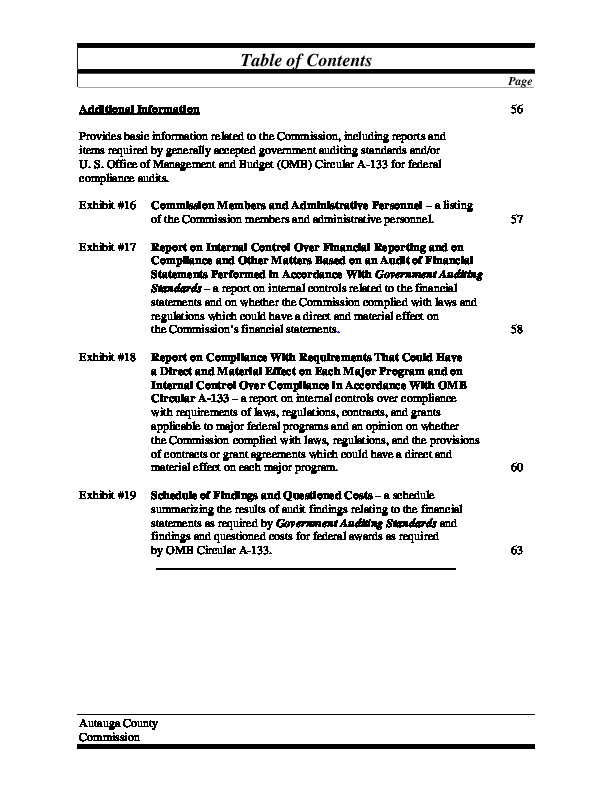 Table of Contents
Page
Additional Information 56
Provides basic information related to the Commission, including reports and
items required by generally accepted government auditing standards and/or
U. S. Office of Management and Budget (OMB) Circular A-133 for federal
compliance audits.
Exhibit #16 Commission Members and Administrative Personnel – a listing
of the Commission members and administrative personnel. 57
Exhibit #17 Report on Internal Control Over Financial Reporting and on
Compliance and Other Matters Based on an Audit of Financial
Statements Performed in Accordance With Government Auditing
Standards – a report on internal controls related to the financial
statements and on whether the Commission complied with laws and
regulations which could have a direct and material effect on
the Commission's financial statements. 58
Exhibit #18 Report on Compliance With Requirements That Could Have
a Direct and Material Effect on Each Major Program and on
Internal Control Over Compliance in Accordance With OMB
Circular A-133 – a report on internal controls over compliance
with requirements of laws, regulations, contracts, and grants
applicable to major federal programs and an opinion on whether
the Commission complied with laws, regulations, and the provisions
of contracts or grant agreements which could have a direct and
material effect on each major program. 60
Exhibit #19 Schedule of Findings and Questioned Costs – a schedule
summarizing the results of audit findings relating to the financial
statements as required by Government Auditing Standards and
findings and questioned costs for federal awards as required
by OMB Circular A-133. 63
Autauga County
Commission